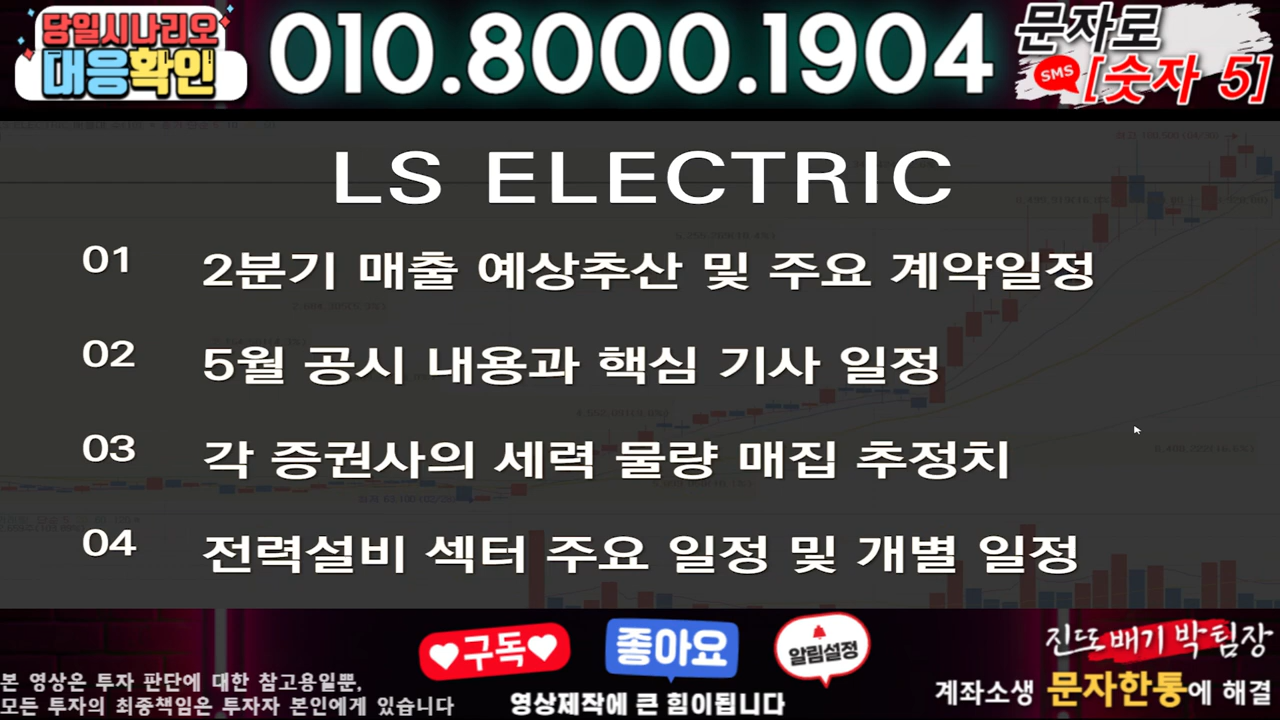 당일시나리오
대응확인
010.8000.1904
문자로
SMS [숫자 5]
LS ELECTRIC
01 2분기 매출 예상추산 및 주요 계약일정
02 5월 공시 내용과 핵심 기사 일정
03 각 증권사의 세력 물량 매집 추정치
04 전력설비 섹터 주요 일정 및 개별 일정
구독
좋아요
알림설정
영상제작에 큰 힘이됩니다
본 영상은 투자 판단에 대한 참고용일뿐,
모든 투자의 최종책임은 투자자 본인에게 있습니다
진또배기 박팀장
계좌소생 문자한통에 해결